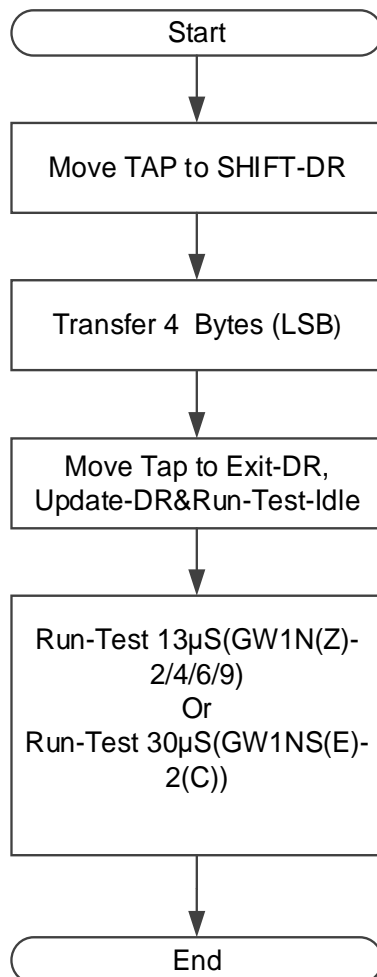 Start
Move TAP to SHIFT-DR
Transfer 4  Bytes (LSB)
Move Tap to Exit-DR,
Update-DR&Run-Test-Idle
Run-Test 13µS(GW1N(Z)-
2/4/6/9)
Or
Run-Test 30µS(GW1NS(E)-
2(C))
End